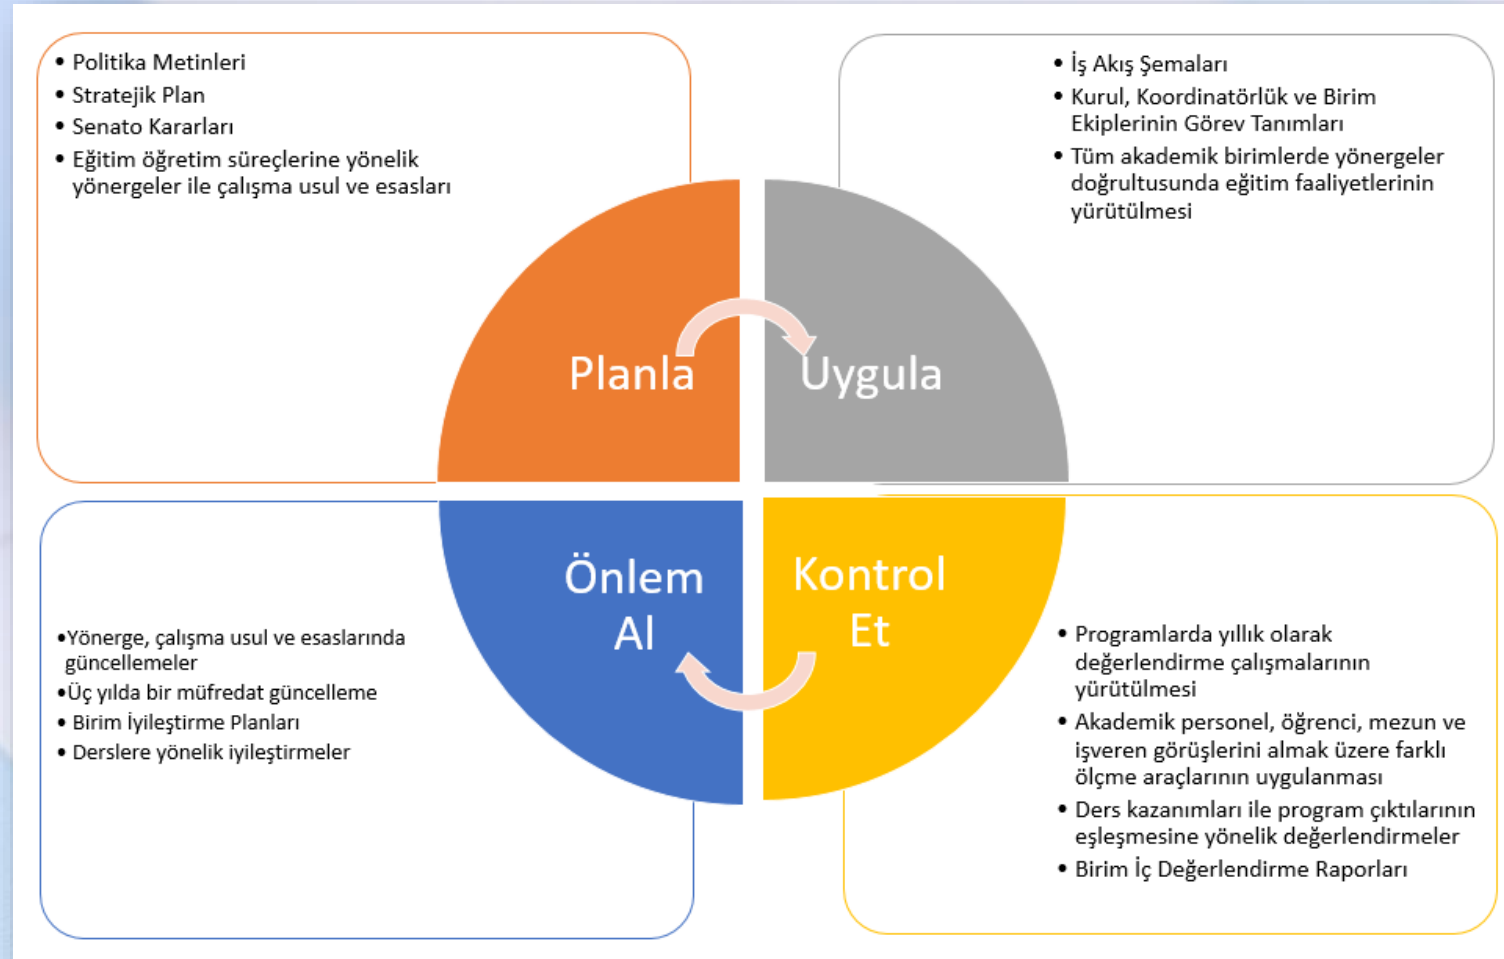 • Politika Metinleri
• Stratejik Plan
• Senato Kararları
• Eğitim öğretim süreçlerine yönelik
yönergeler ile çalışma usul ve esasları
• İş Akış Şemaları
• Kurul, Koordinatörlük ve Birim
Ekiplerinin Görev Tanımları
• Tüm akademik birimlerde yönergeler
doğrultusunda eğitim faaliyetlerinin
yürütülmesi
Planla
Uygula
Önlem
Al
Kontrol
Et
•Yönerge, çalışma usul ve esaslarında
güncellemeler
•Üç yılda bir müfredat güncelleme
• Birim İyileştirme Planları
• Derslere yönelik iyileştirmeler
• Programlarda yıllık olarak
değerlendirme çalışmalarının
yürütülmesi
• Akademik personel, öğrenci, mezun ve
işveren görüşlerini almak üzere farklı
ölçme araçlarının uygulanması
• Ders kazanımları ile program çıktılarının
eşleşmesine yönelik değerlendirmeler
• Birim İç Değerlendirme Raporları